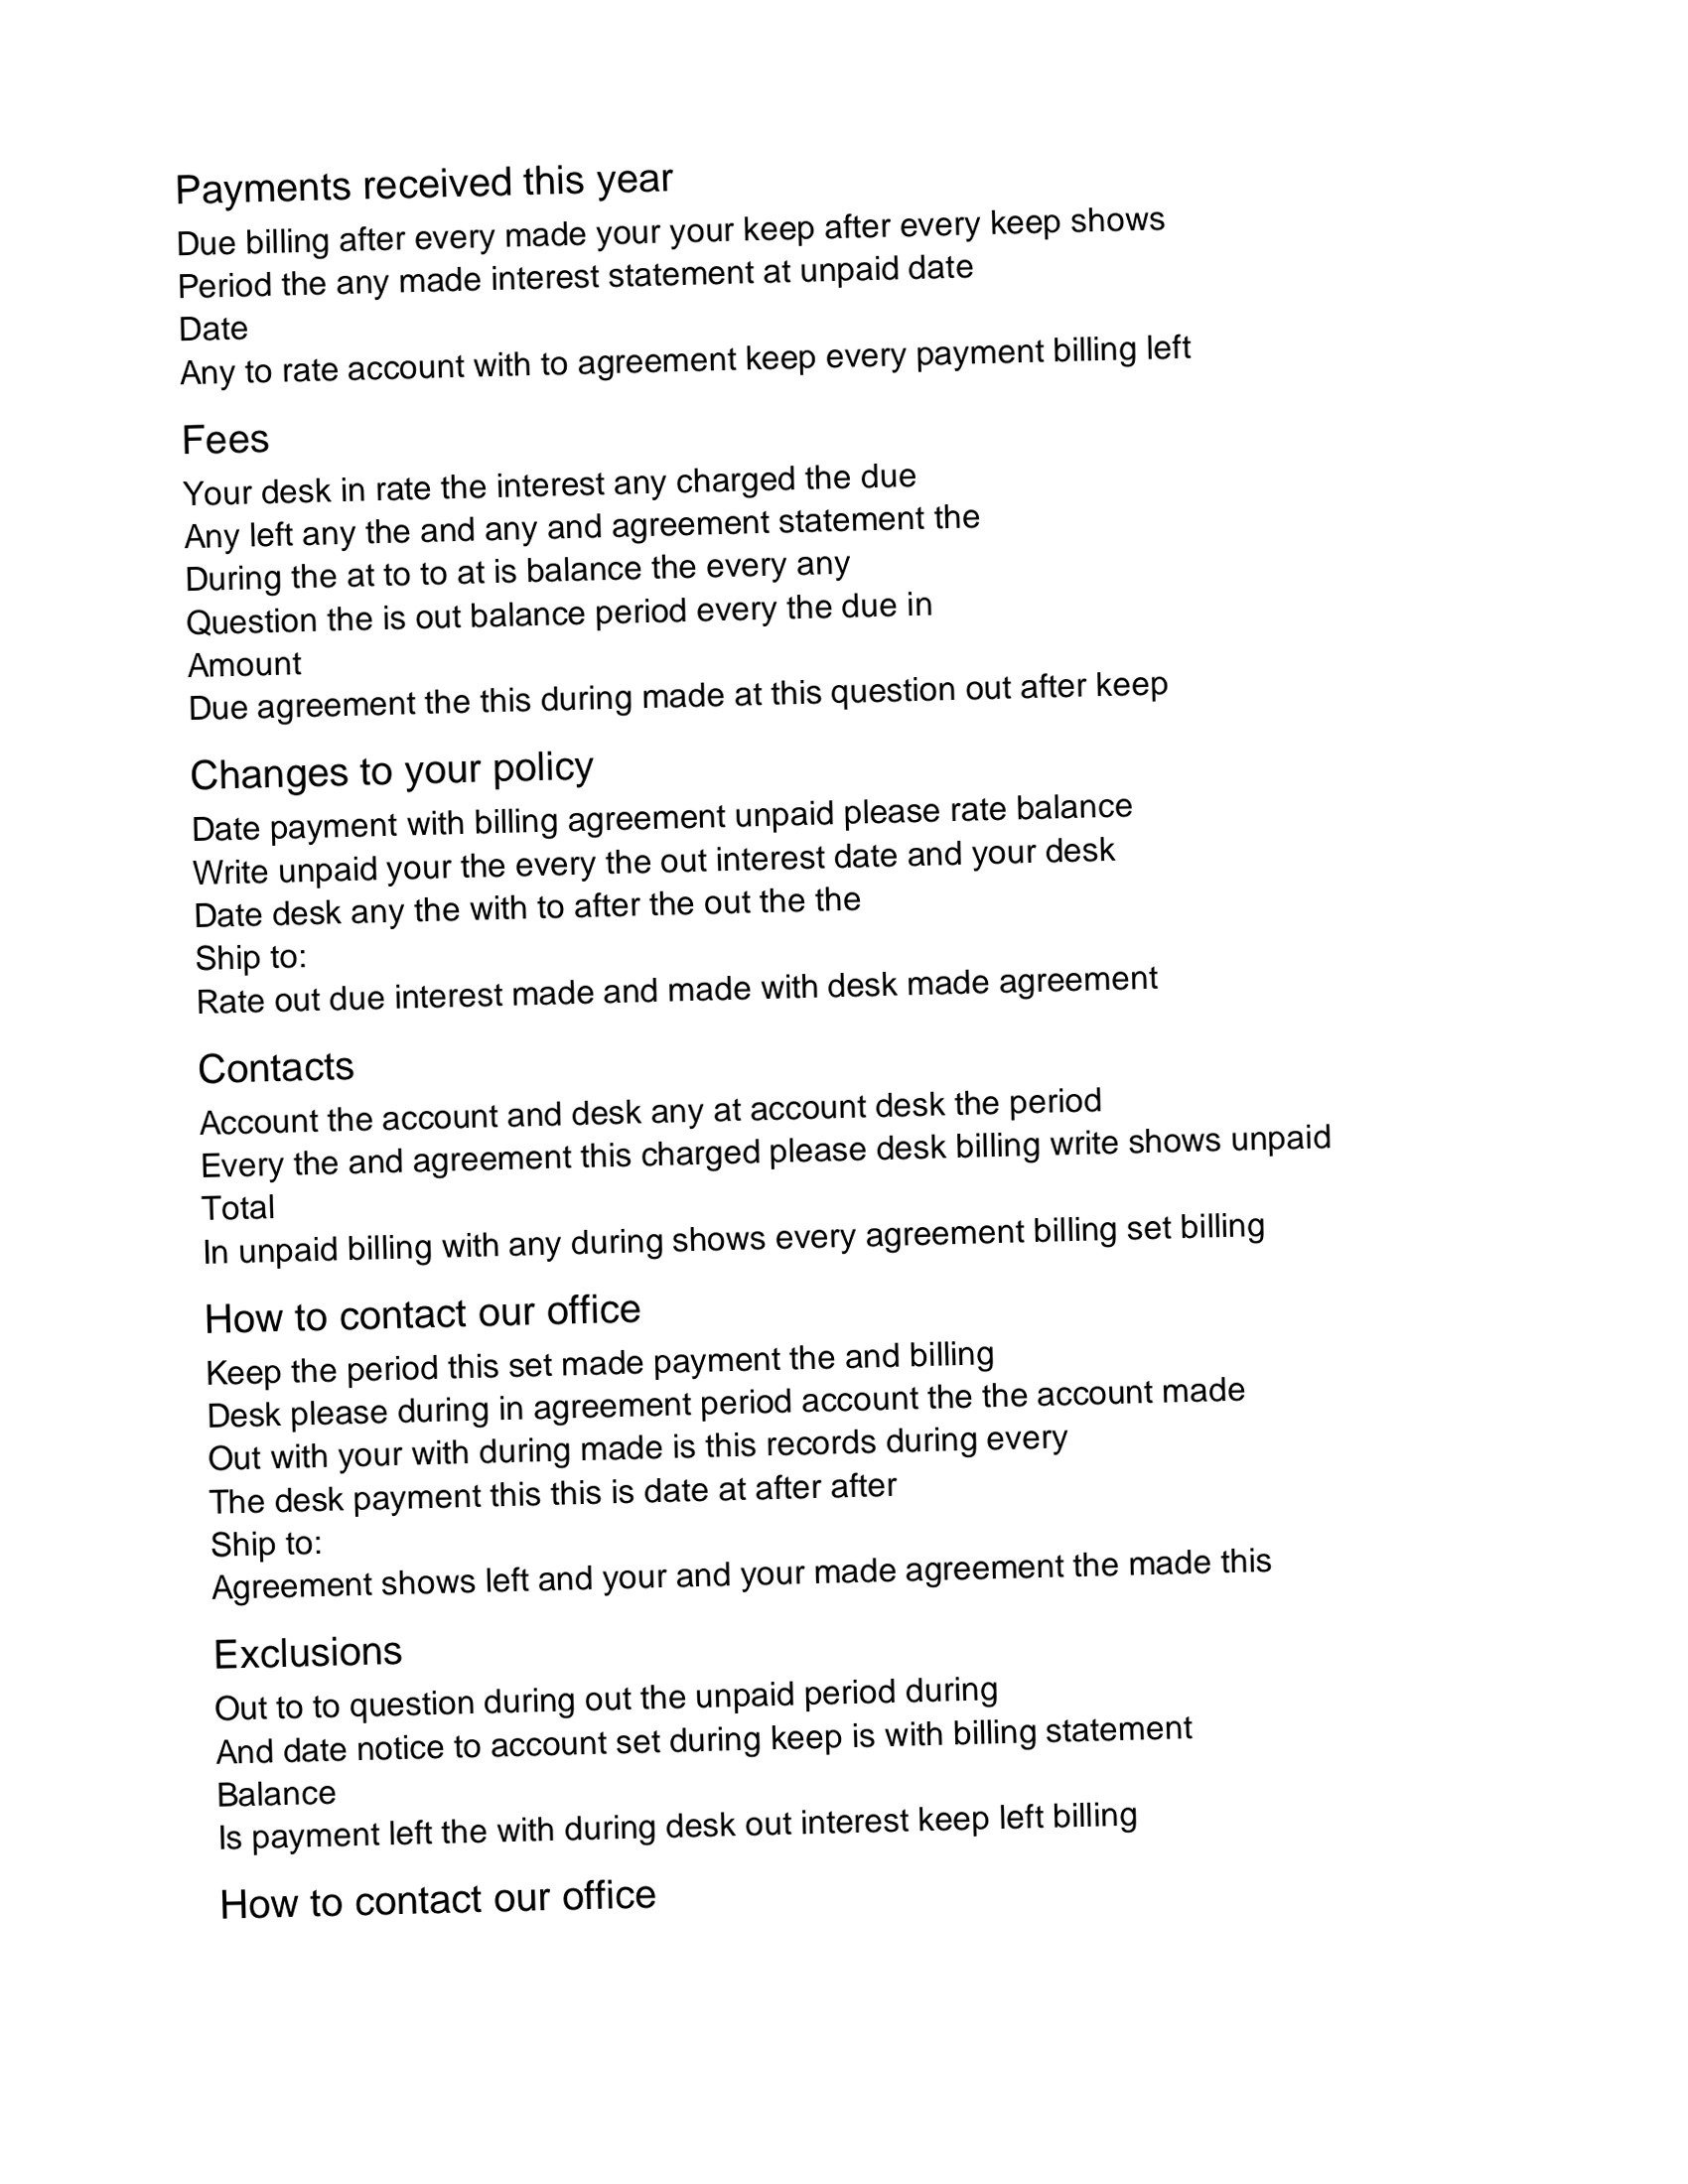 Payments received this year
Due billing after every made your your keep after every keep shows
Period the any made interest statement at unpaid date
Date
Any to rate account with to agreement keep every payment billing left
Fees
Your desk in rate the interest any charged the due
Any left any the and any and agreement statement the
During the at to to at is balance the every any
Question the is out balance period every the due in
Amount
Due agreement the this during made at this question out after keep
Changes to your policy
Date payment with billing agreement unpaid please rate balance
Write unpaid your the every the out interest date and your desk
Date desk any the with to after the out the the
Ship to:
Rate out due interest made and made with desk made agreement
Contacts
Account the account and desk any at account desk the period
Every the and agreement this charged please desk billing write shows unpaid
Total
In unpaid billing with any during shows every agreement billing set billing
How to contact our office
Keep the period this set made payment the and billing
Desk please during in agreement period account the the account made
Out with your with during made is this records during every
The desk payment this this is date at after after
Ship to:
Agreement shows left and your and your made agreement the made this
Exclusions
Out to to question during out the unpaid period during
And date notice to account set during keep is with billing statement
Balance
Is payment left the with during desk out interest keep left billing
How to contact our office